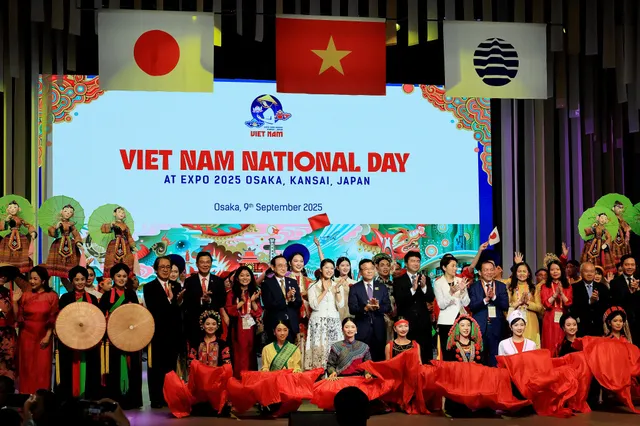 VIET NAM
VIET NAM NATIONAL DAY
AT EXPO 2025 OSAKA, KANSAI, JAPAN
Osaka, 9th September 2025